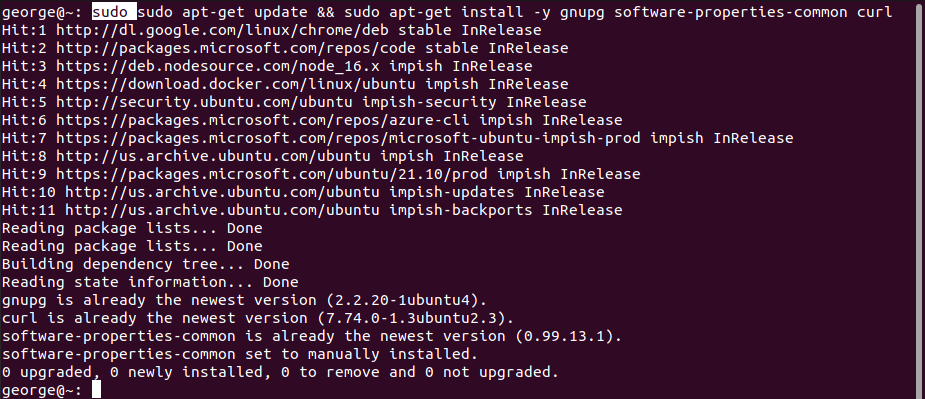 george@~: sudo sudo apt-get update && sudo apt-get install -y gnupg software-properties-common curl
Hit:1 http://dl.google.com/linux/chrome/deb stable InRelease
Hit:2 http://packages.microsoft.com/repos/code stable InRelease
Hit:3 https://deb.nodesource.com/node_16.x impish InRelease
Hit:4 https://download.docker.com/linux/ubuntu impish InRelease
Hit:5 http://security.ubuntu.com/ubuntu impish-security InRelease
Hit:6 https://packages.microsoft.com/repos/azure-cli impish InRelease
Hit:7 https://packages.microsoft.com/repos/microsoft-ubuntu-impish-prod impish InRelease
Hit:8 http://us.archive.ubuntu.com/ubuntu impish InRelease
Hit:9 https://packages.microsoft.com/ubuntu/21.10/prod impish InRelease
Hit:10 http://us.archive.ubuntu.com/ubuntu impish-updates InRelease
Hit:11 http://us.archive.ubuntu.com/ubuntu impish-backports InRelease
Reading package lists... Done
Reading package lists... Done
Building dependency tree... Done
Reading state information... Done
gnupg is already the newest version (2.2.20-1ubuntu4).
curl is already the newest version (7.74.0-1.3ubuntu2.3).
software-properties-common is already the newest version (0.99.13.1).
software-properties-common set to manually installed.
0 upgraded, 0 newly installed, 0 to remove and 0 not upgraded.
george@~: